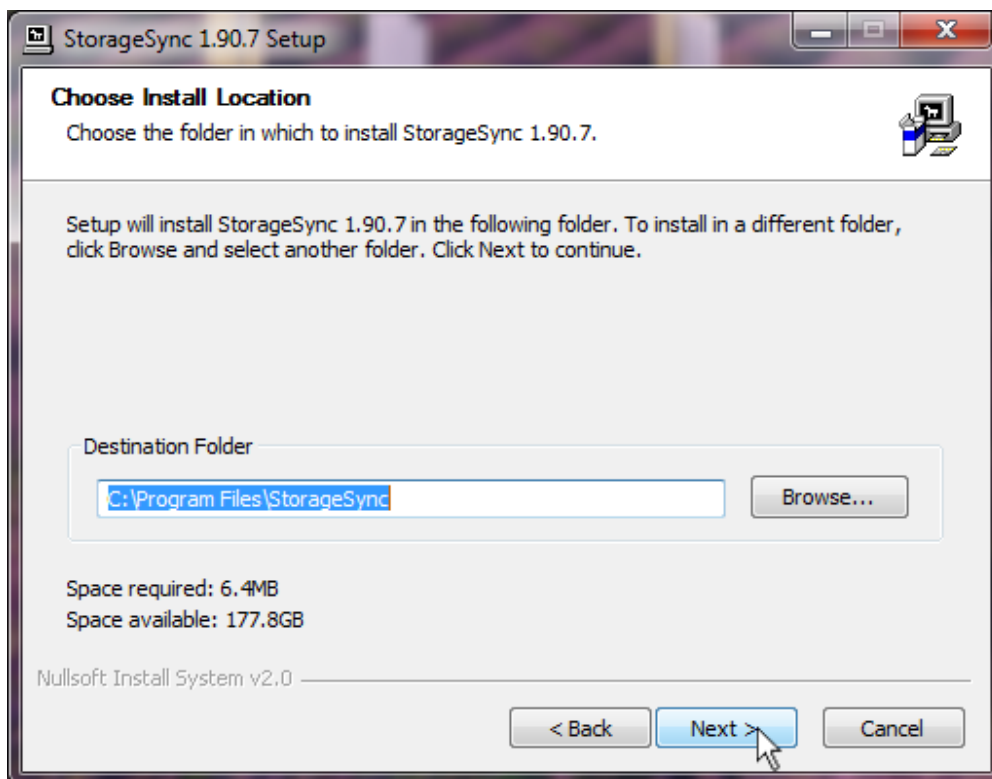 StorageSync 1.90.7 Setup
Choose Install Location
Choose the folder in which to install StorageSync 1.90.7.
Setup will install StorageSync 1.90.7 in the following folder. To install in a different folder,
click Browse and select another folder. Click Next to continue.
Destination Folder
C:\Program Files\StorageSync
Browse...
Space required: 6.4MB
Space available: 177.8GB
Nullsoft Install System v2.0
< Back
Next >
Cancel